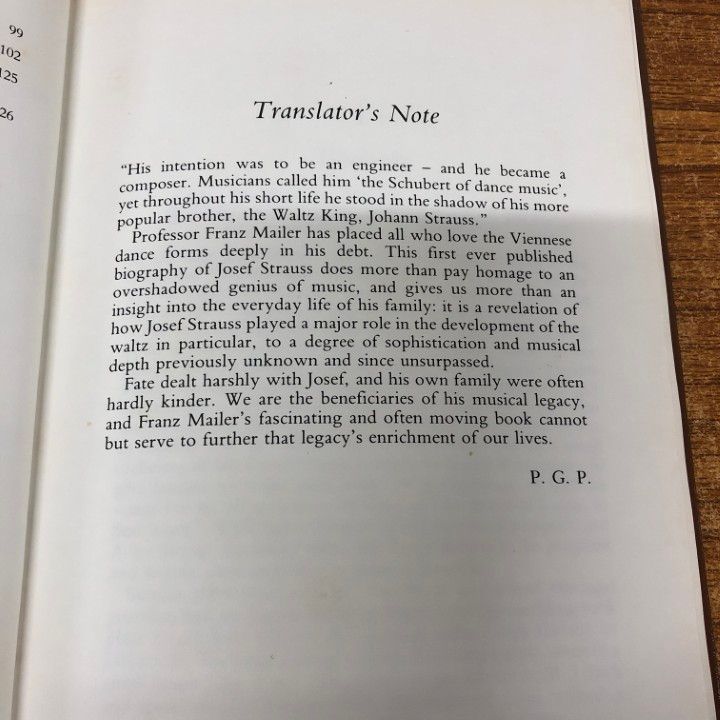 99
102
125
26
Translator's Note
“His intention was to be an engineer – and he became a
composer. Musicians called him ‘the Schubert of dance music’,
yet throughout his short life he stood in the shadow of his more
popular brother, the Waltz King, Johann Strauss.”
Professor Franz Mailer has placed all who love the Viennese
dance forms deeply in his debt. This first ever published
biography of Josef Strauss does more than pay homage to an
overshadowed genius of music, and gives us more than an
insight into the everyday life of his family: it is a revelation of
how Josef Strauss played a major role in the development of the
waltz in particular, to a degree of sophistication and musical
depth previously unknown and since unsurpassed.
Fate dealt harshly with Josef, and his own family were often
hardly kinder. We are the beneficiaries of his musical legacy,
and Franz Mailer's fascinating and often moving book cannot
but serve to further that legacy's enrichment of our lives.
P. G. P.